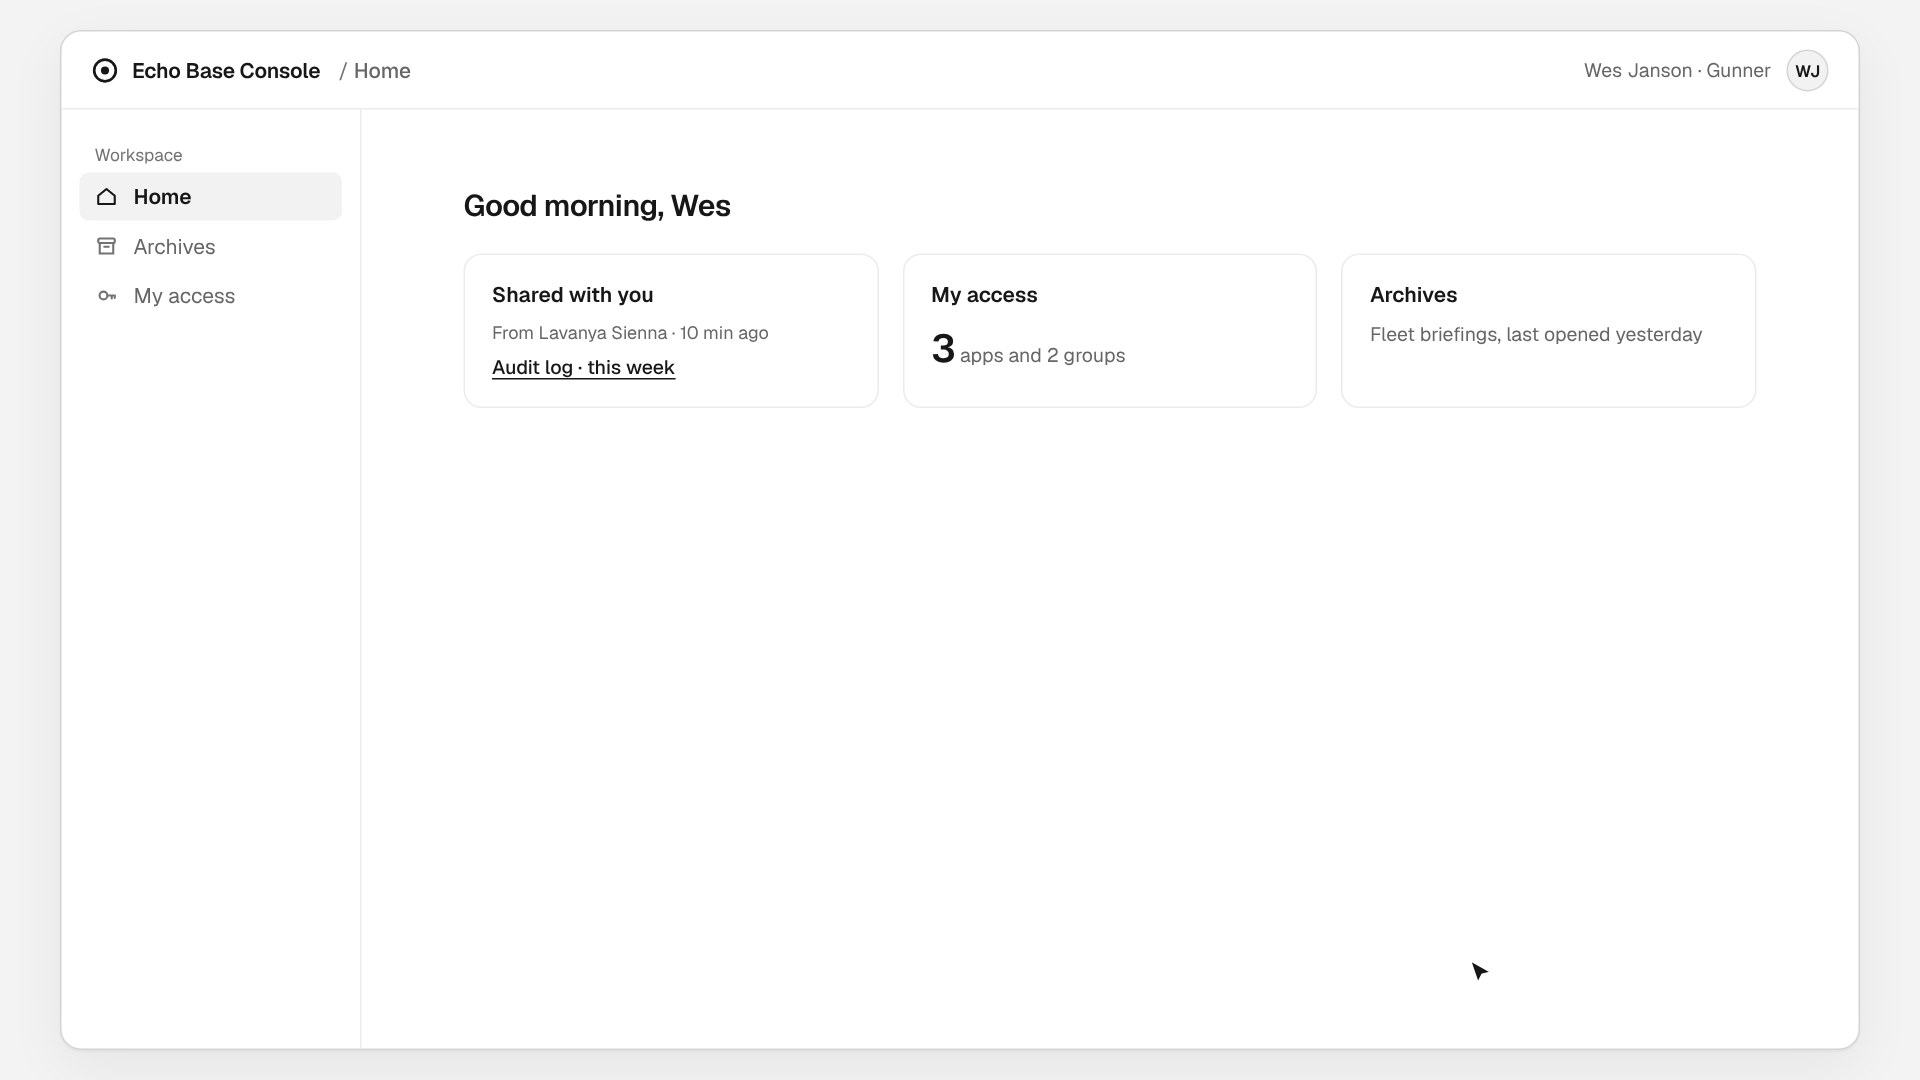 Echo Base Console / Home
Wes Janson · Gunner WJ
Workspace
Home
Archives
My access
Good morning, Wes
Shared with you
From Lavanya Sienna · 10 min ago
Audit log · this week
My access
3 apps and 2 groups
Archives
Fleet briefings, last opened yesterday